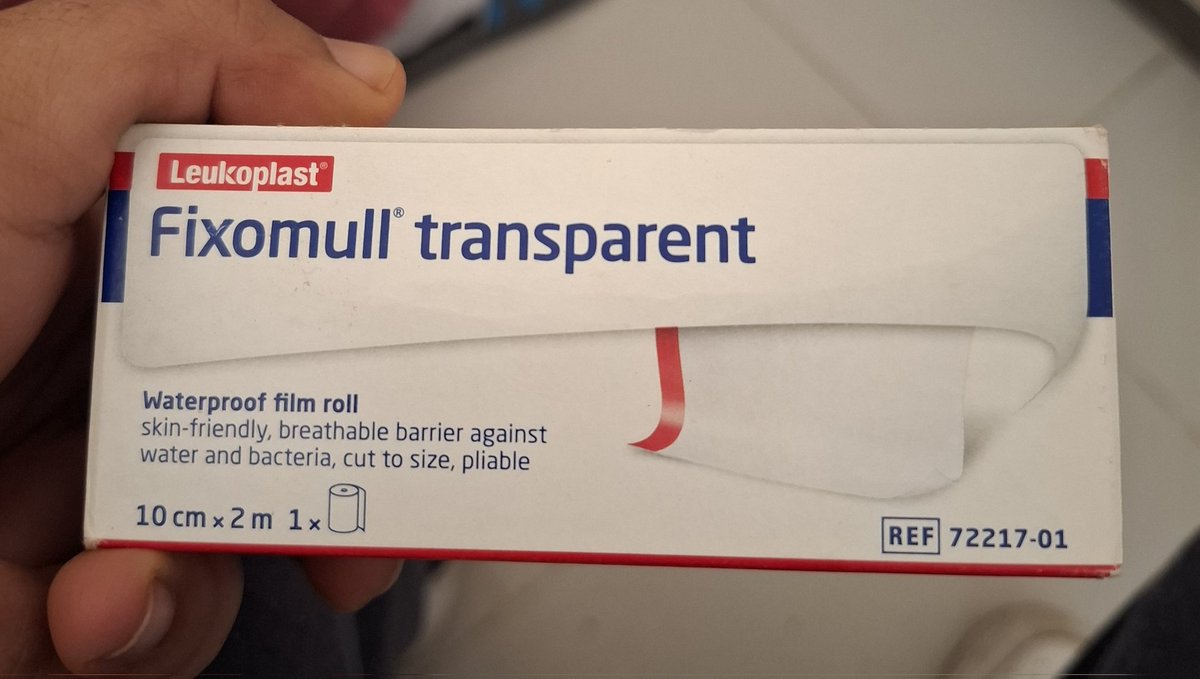 Leukoplast®
Fixomull® transparent
Waterproof film roll
skin-friendly, breathable barrier against
water and bacteria, cut to size, pliable
10 cm x 2 m 1 x
REF 72217-01